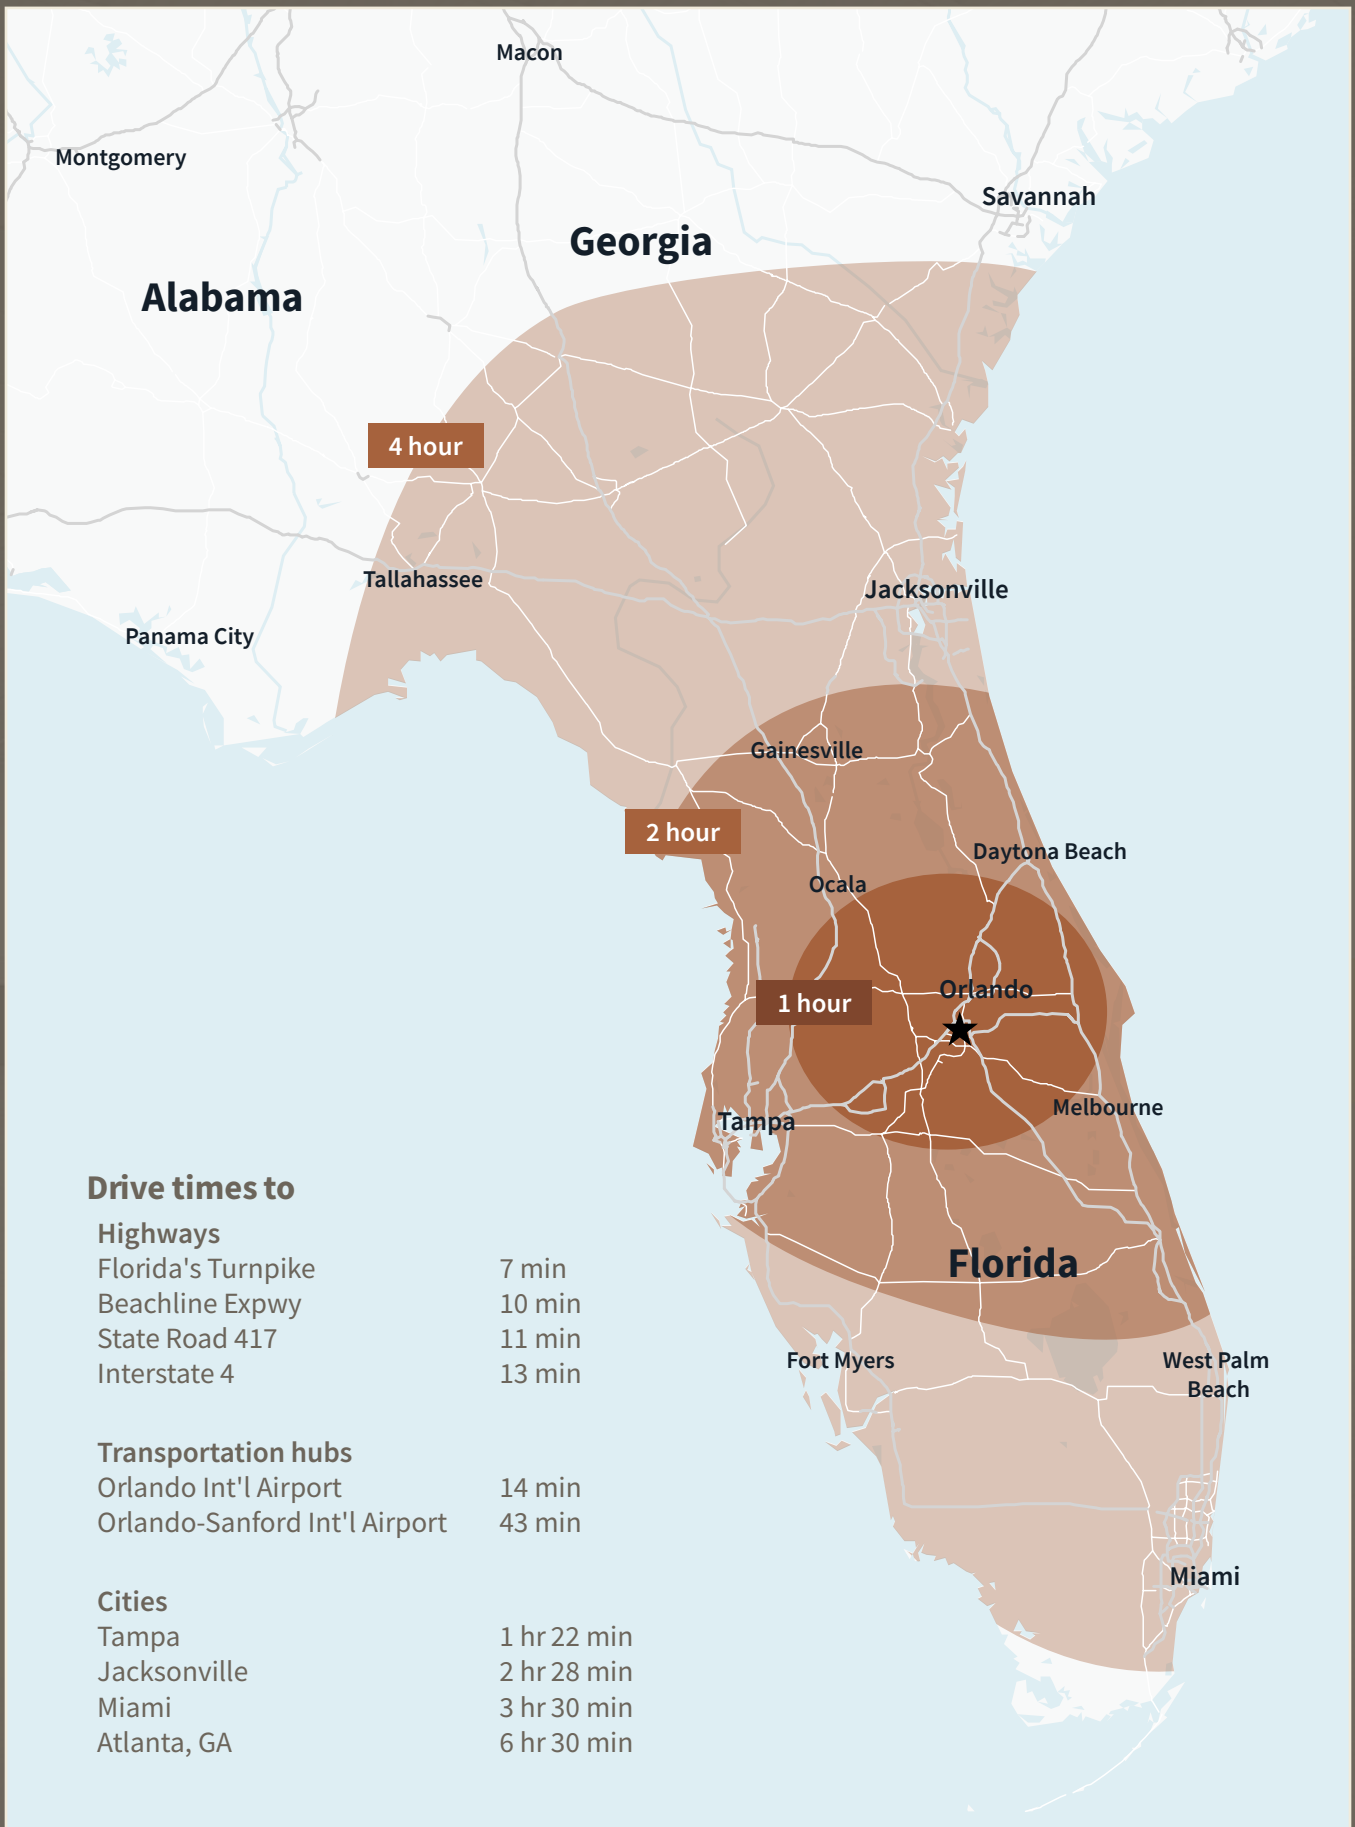 Macon
Montgomery
Savannah
Georgia
Alabama
4 hour
Tallahassee
Jacksonville
Panama City
Gainesville
2 hour
Daytona Beach
Ocala
Orlando
1 hour
Melbourne
Tampa
Florida
Fort Myers
West Palm
Beach
Miami
Drive times to
Highways
Florida's Turnpike 7 min
Beachline Expwy 10 min
State Road 417 11 min
Interstate 4 13 min
Transportation hubs
Orlando Int'l Airport 14 min
Orlando-Sanford Int'l Airport 43 min
Cities
Tampa 1 hr 22 min
Jacksonville 2 hr 28 min
Miami 3 hr 30 min
Atlanta, GA 6 hr 30 min